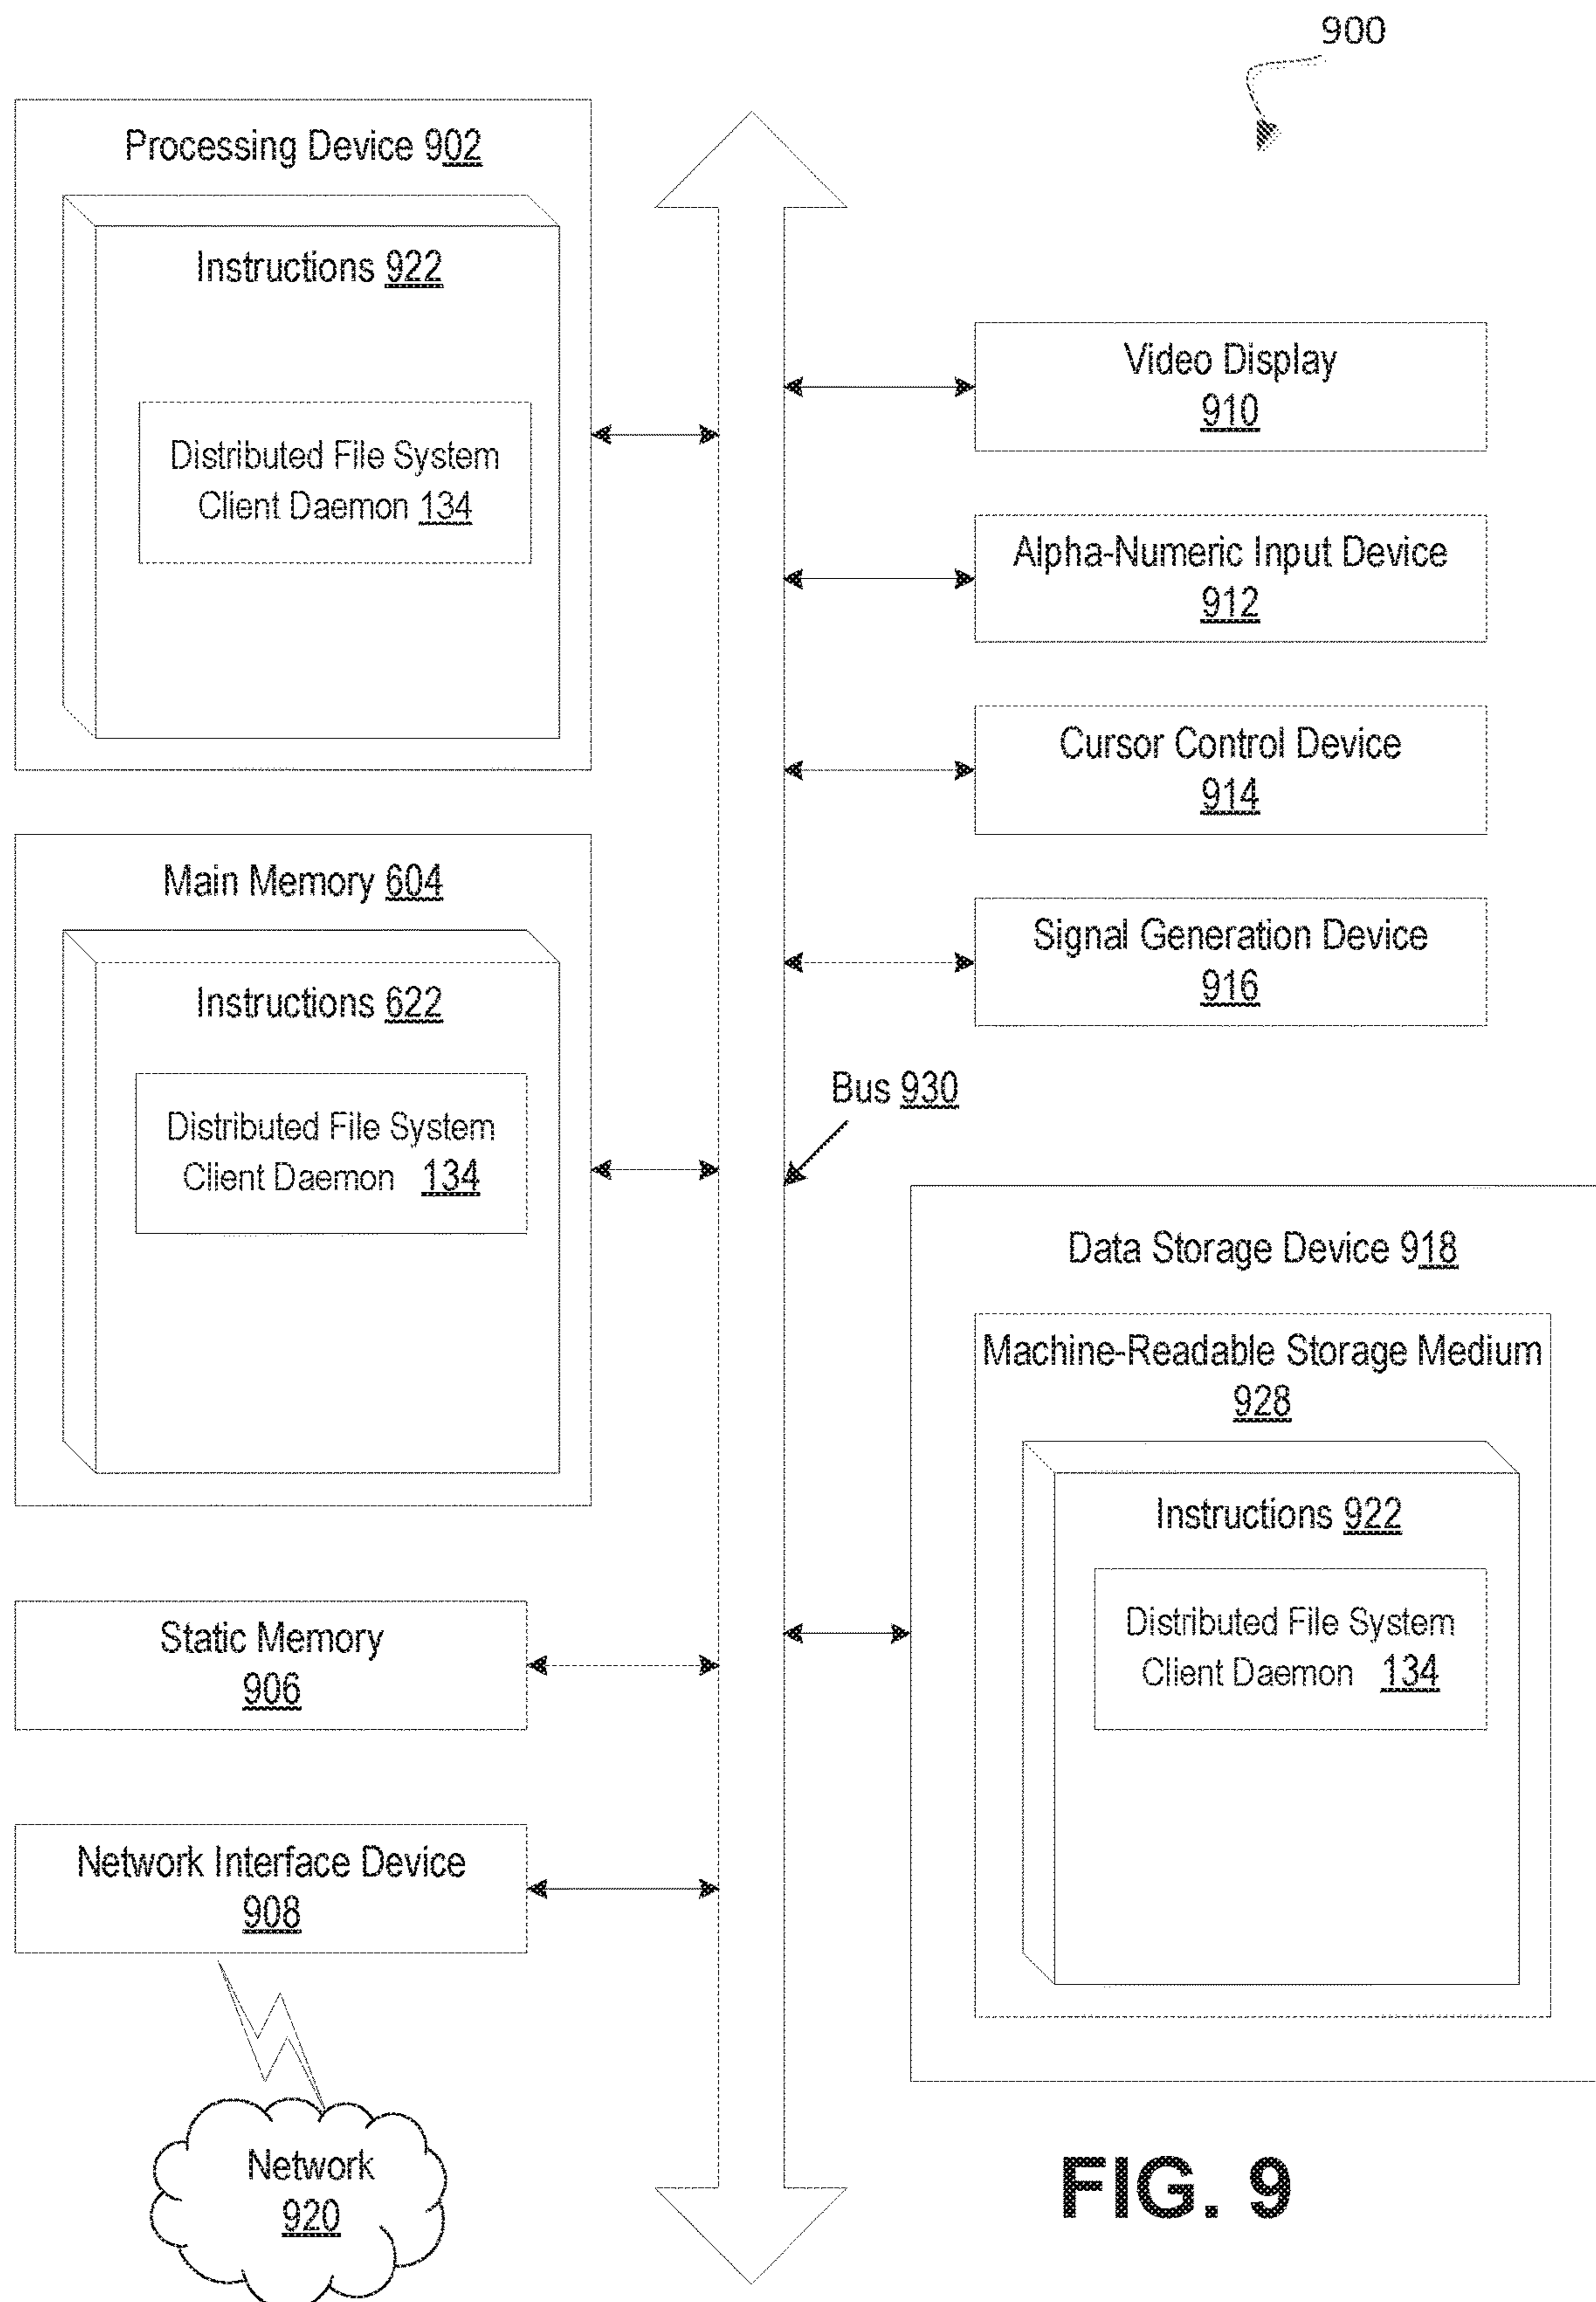 900
Processing Device 902
Instructions 922
Distributed File System
Client Daemon 134
Main Memory 604
Instructions 622
Distributed File System
Client Daemon 134
Static Memory
906
Network Interface Device
908
Network
920
Video Display
910
Alpha-Numeric Input Device
912
Cursor Control Device
914
Signal Generation Device
916
Bus 930
Data Storage Device 918
Machine-Readable Storage Medium
928
Instructions 922
Distributed File System
Client Daemon 134
FIG. 9